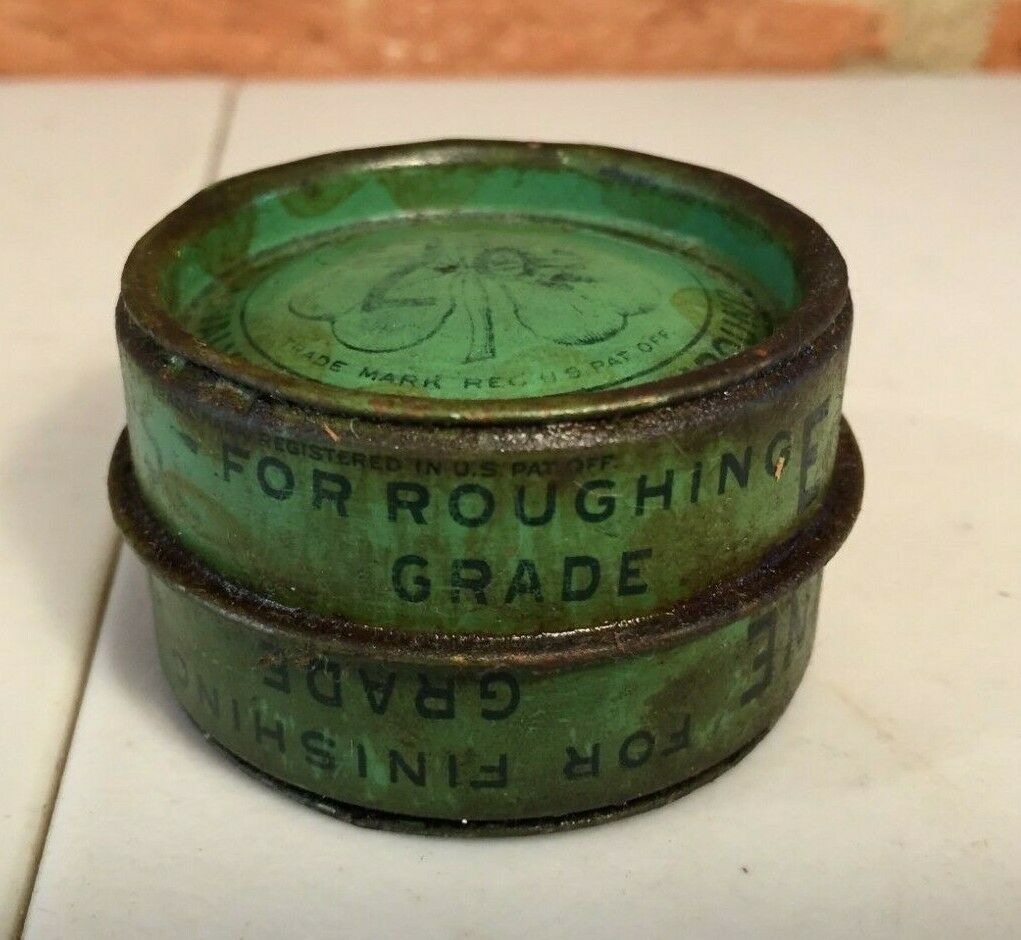 TRADE MARK REG. U.S. PAT. OFF.
REGISTERED IN U.S. PAT. OFF.
FOR ROUGHING
GRADE
GRADE
FOR FINISHING